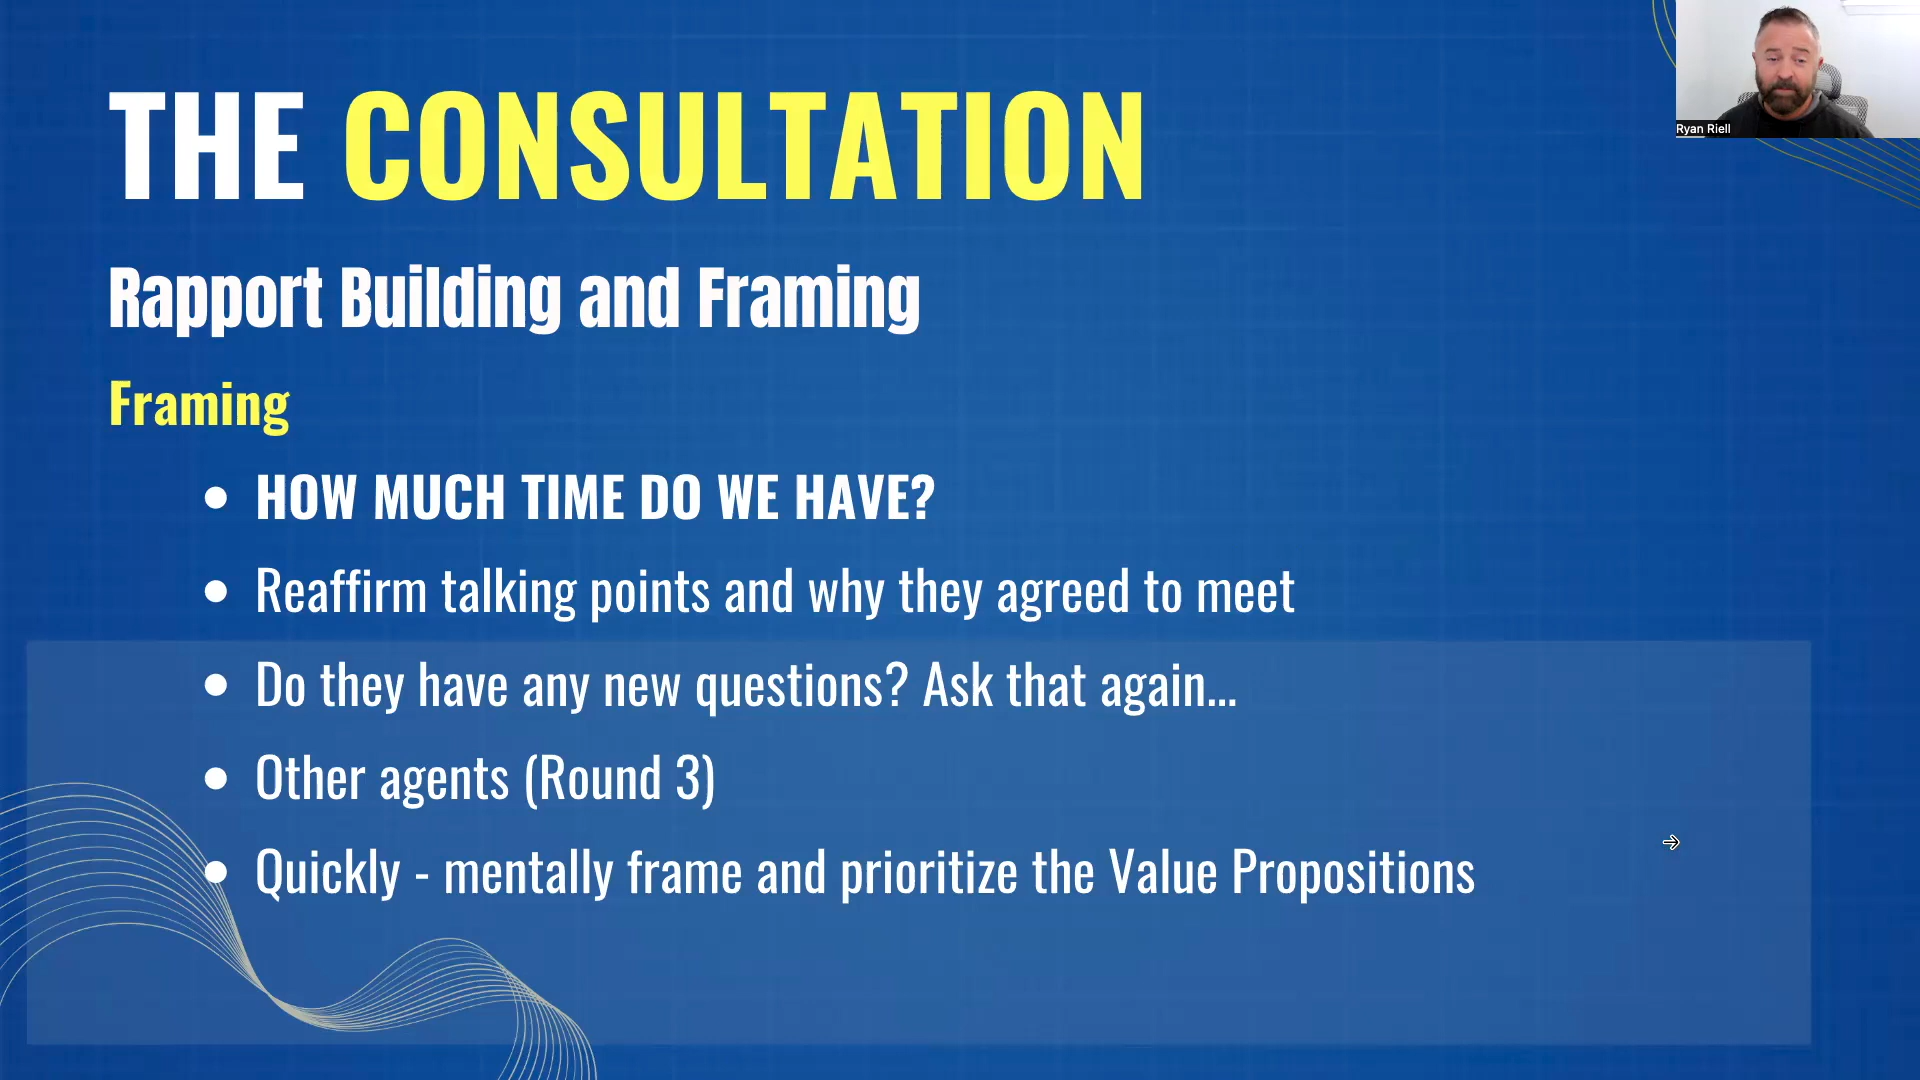 THE CONSULTATION
Ryan Riell
Rapport Building and Framing
Framing
• HOW MUCH TIME DO WE HAVE?
• Reaffirm talking points and why they agreed to meet
• Do they have any new questions? Ask that again...
• Other agents (Round 3)
• Quickly - mentally frame and prioritize the Value Propositions